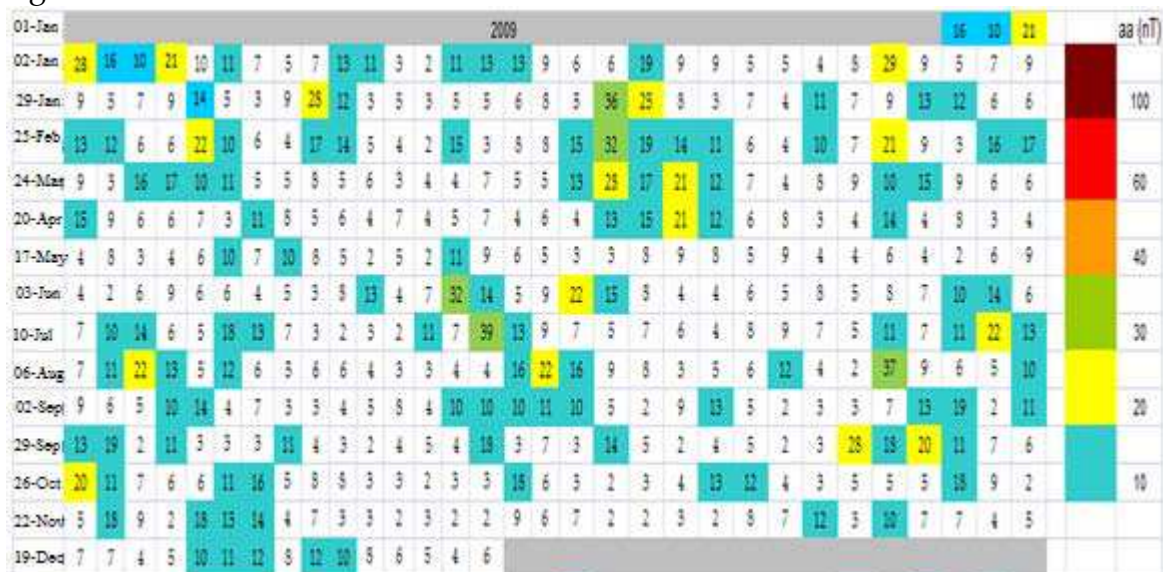 01-Jan 2009 16 10 21 aa (nT)
02-Jan 28 16 10 21 10 11 7 5 7 13 11 3 2 11 13 13 9 6 6 19 9 9 5 5 4 8 29 9 5 7 9
29-Jan 9 5 7 9 14 5 3 9 25 12 3 5 3 5 5 6 8 5 36 25 8 3 7 4 11 7 9 13 12 6 6 100
25-Feb 13 12 6 6 22 10 6 4 17 14 5 4 2 15 3 8 8 15 32 19 14 11 6 4 10 7 21 9 3 16 17
24-Mar 9 3 16 17 10 11 5 5 8 5 6 3 4 4 7 5 5 13 25 17 21 12 7 4 8 9 10 15 9 6 6 60
20-Apr 15 9 6 6 7 3 11 8 5 6 4 7 4 5 7 4 6 4 13 15 21 12 6 8 3 4 14 4 8 3 4
17-May 4 8 3 4 6 10 7 10 8 5 2 5 2 11 9 6 5 3 3 8 9 8 5 9 4 4 6 4 2 6 9 40
03-Jun 4 2 6 9 6 6 4 5 3 8 13 4 7 32 14 5 9 22 15 8 4 4 6 5 8 5 8 7 10 14 6
10-Jul 7 10 14 6 5 18 13 7 3 2 3 2 11 7 39 13 9 7 5 7 6 4 8 9 7 5 11 7 11 22 13 30
06-Aug 7 11 22 13 5 12 6 3 6 6 4 3 3 4 4 16 22 16 9 8 3 5 6 12 4 2 37 9 6 5 10
02-Sep 9 6 5 10 14 4 7 3 3 4 5 8 4 10 10 10 11 10 5 2 9 13 5 2 3 3 7 13 19 2 11 20
29-Sep 13 19 2 11 3 3 3 11 4 3 2 4 5 4 18 3 7 3 14 5 2 4 5 2 3 28 18 20 11 7 6
26-Oct 20 11 7 6 6 11 16 5 8 8 3 3 2 3 3 18 6 3 2 3 4 13 12 4 3 5 5 5 18 9 2 10
22-Nov 5 18 9 2 18 13 14 4 7 3 3 2 3 2 2 9 6 7 2 2 3 2 8 7 12 3 10 7 7 4 5
19-Dec 7 7 4 5 10 11 12 8 12 10 8 6 5 4 6